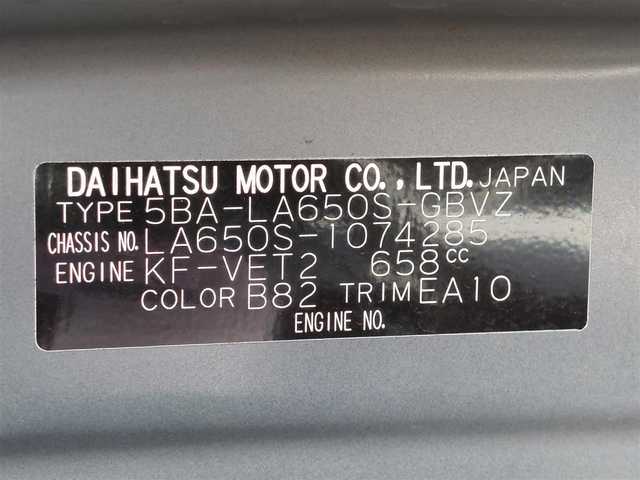 DAIHATSU MOTOR CO., LTD. JAPAN
TYPE 5BA-LA650S-GBVZ
CHASSIS NO. LA650S-1074285
ENGINE KF-VET2 658cc
COLOR B82 TRIM EA10
ENGINE NO.